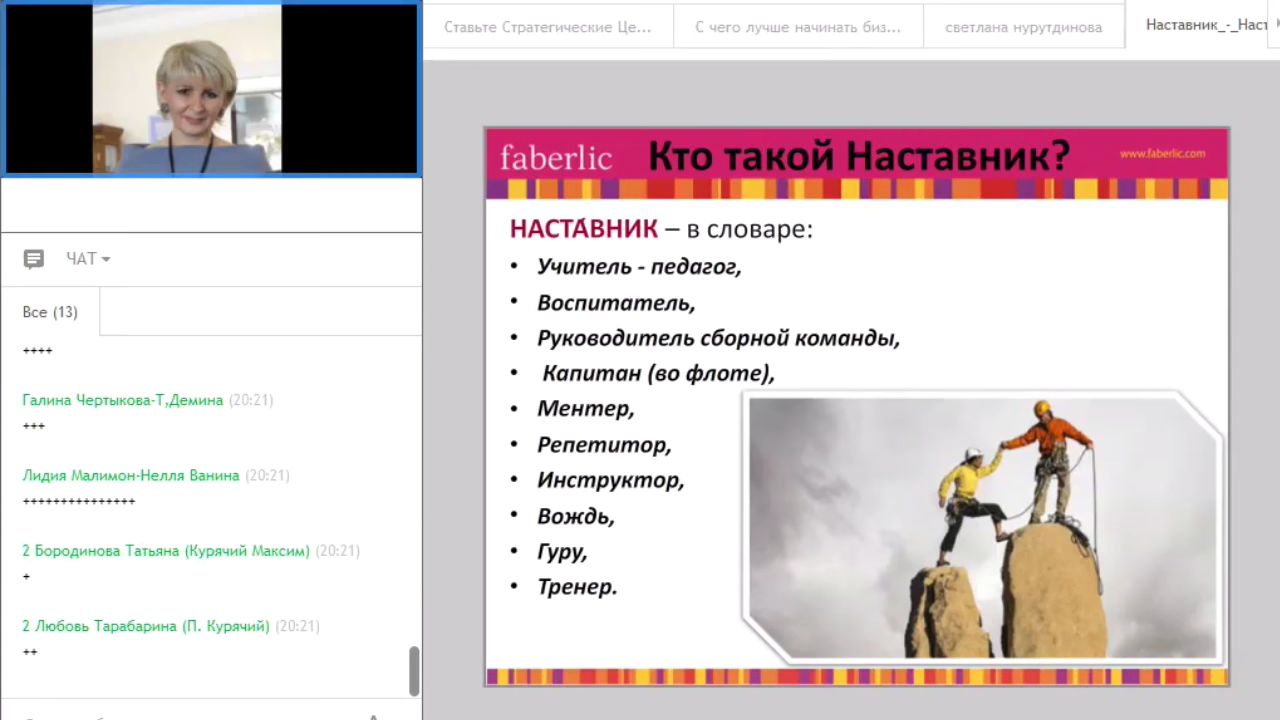 Ставьте Стратегические Це...
С чего лучше начинать биз...
светлана нурутдинова
Наставник_-_Наст
faberlic
Кто такой Наставник?
www.faberlic.com
НАСТА́ВНИК – в словаре:
• Учитель - педагог,
• Воспитатель,
• Руководитель сборной команды,
• Капитан (во флоте),
• Ментер,
• Репетитор,
• Инструктор,
• Вождь,
• Гуру,
• Тренер.
ЧАТ
Все (13)
++++
Галина Чертыкова-Т,Демина (20:21)
+++
Лидия Малимон-Нелля Ванина (20:21)
+++++++++++++++
2 Бородинова Татьяна (Курячий Максим) (20:21)
+
2 Любовь Тарабарина (П. Курячий) (20:21)
++